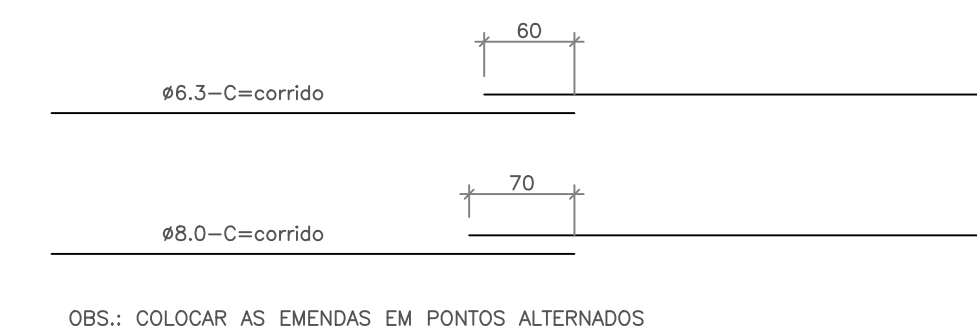 60
ø6.3-C=corrido
70
ø8.0-C=corrido
OBS.: COLOCAR AS EMENDAS EM PONTOS ALTERNADOS